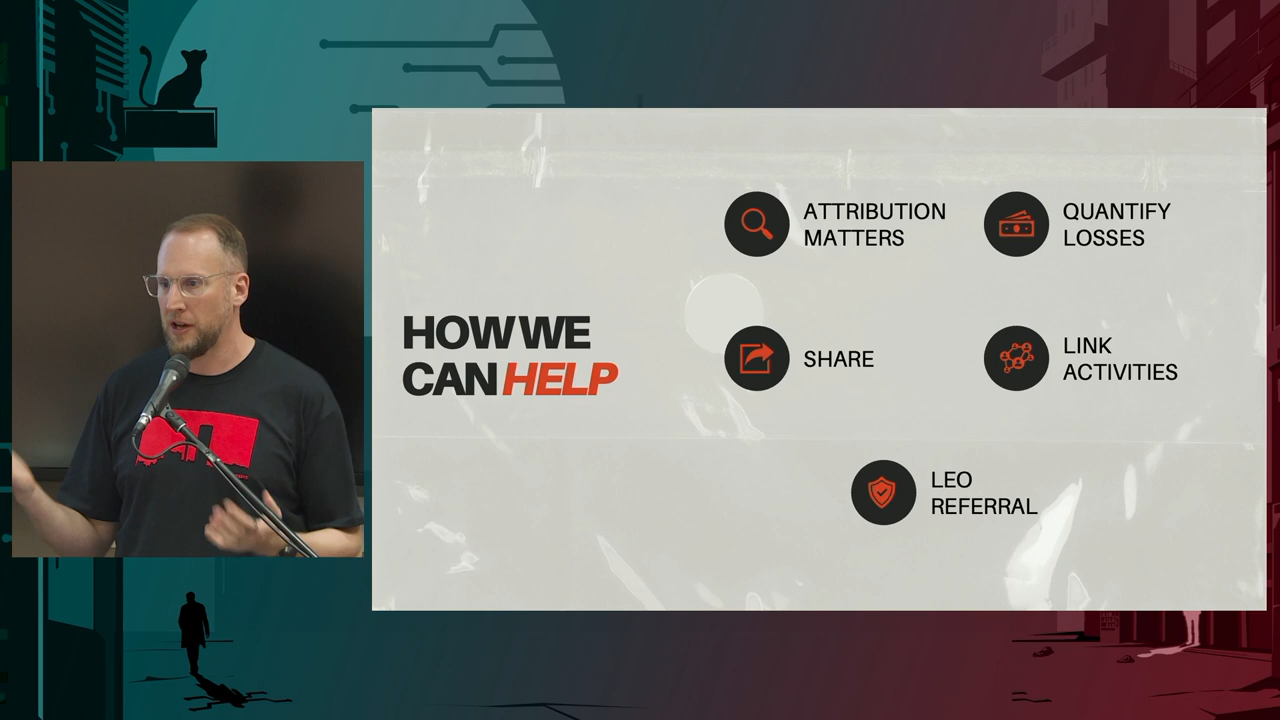 HOW WE
CAN HELP
ATTRIBUTION
MATTERS
QUANTIFY
LOSSES
SHARE
LINK
ACTIVITIES
LEO
REFERRAL